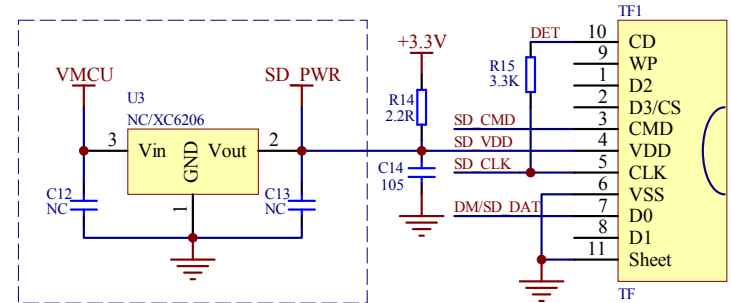 TF1
VMCU
SD_PWR
+3.3V
DET
10 CD
9 WP
1 D2
2 D3/CS
3 CMD
4 VDD
5 CLK
6 VSS
7 D0
8 D1
11 Sheet
TF
U3
NC/XC6206
3 Vin
GND
Vout 2
1
C12
NC
C13
NC
R14
2.2R
R15
3.3K
C14
105
SD_CMD
SD_VDD
SD_CLK
DM/SD_DAT